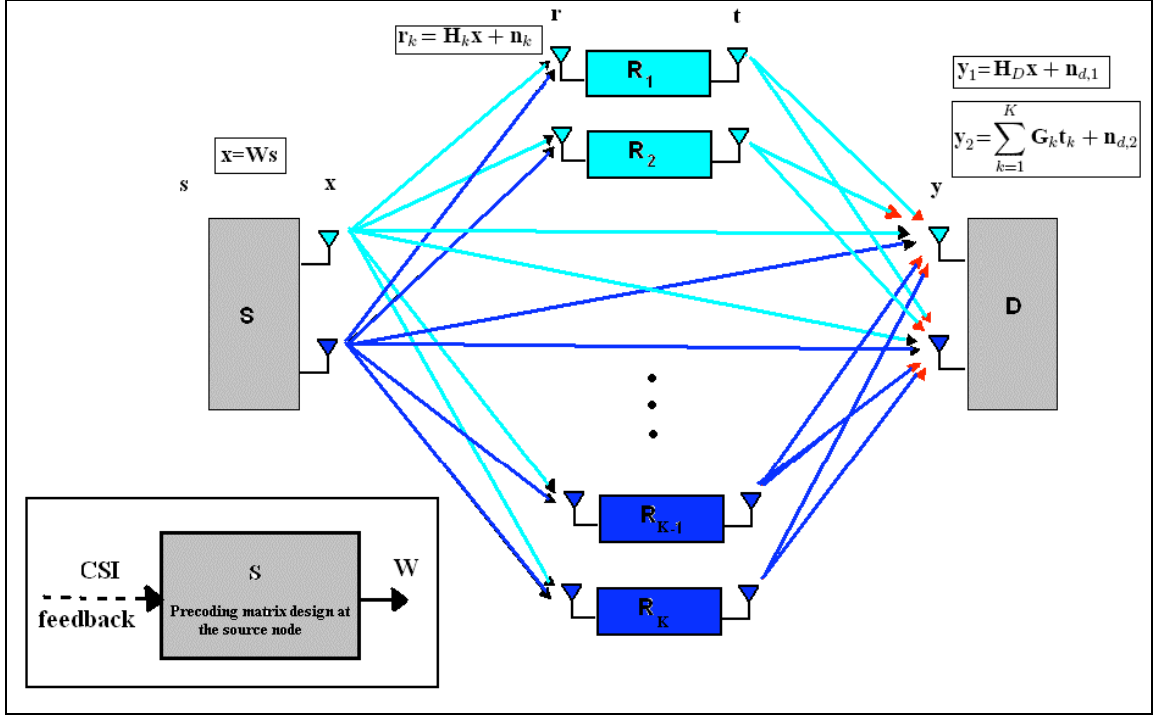 r t
r_k = H_k x + n_k
R_1
y_1 = H_D x + n_{d,1}
R_2
y_2 = \sum_{k=1}^{K} G_k t_k + n_{d,2}
x=Ws
s x y
S
D
R_{K-1}
R_K
CSI
feedback
S
Precoding matrix design at
the source node
W